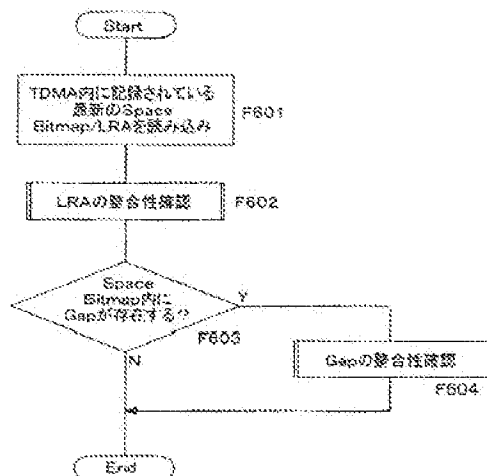 Start
TDMA内に記録されている
最新のSpace
Bitmap/LRAを読み込み
F601
LRAの整合性確認
F602
Space
Bitmap内に
Gapが存在する?
Y
F603
N
Gapの整合性確認
F604
End